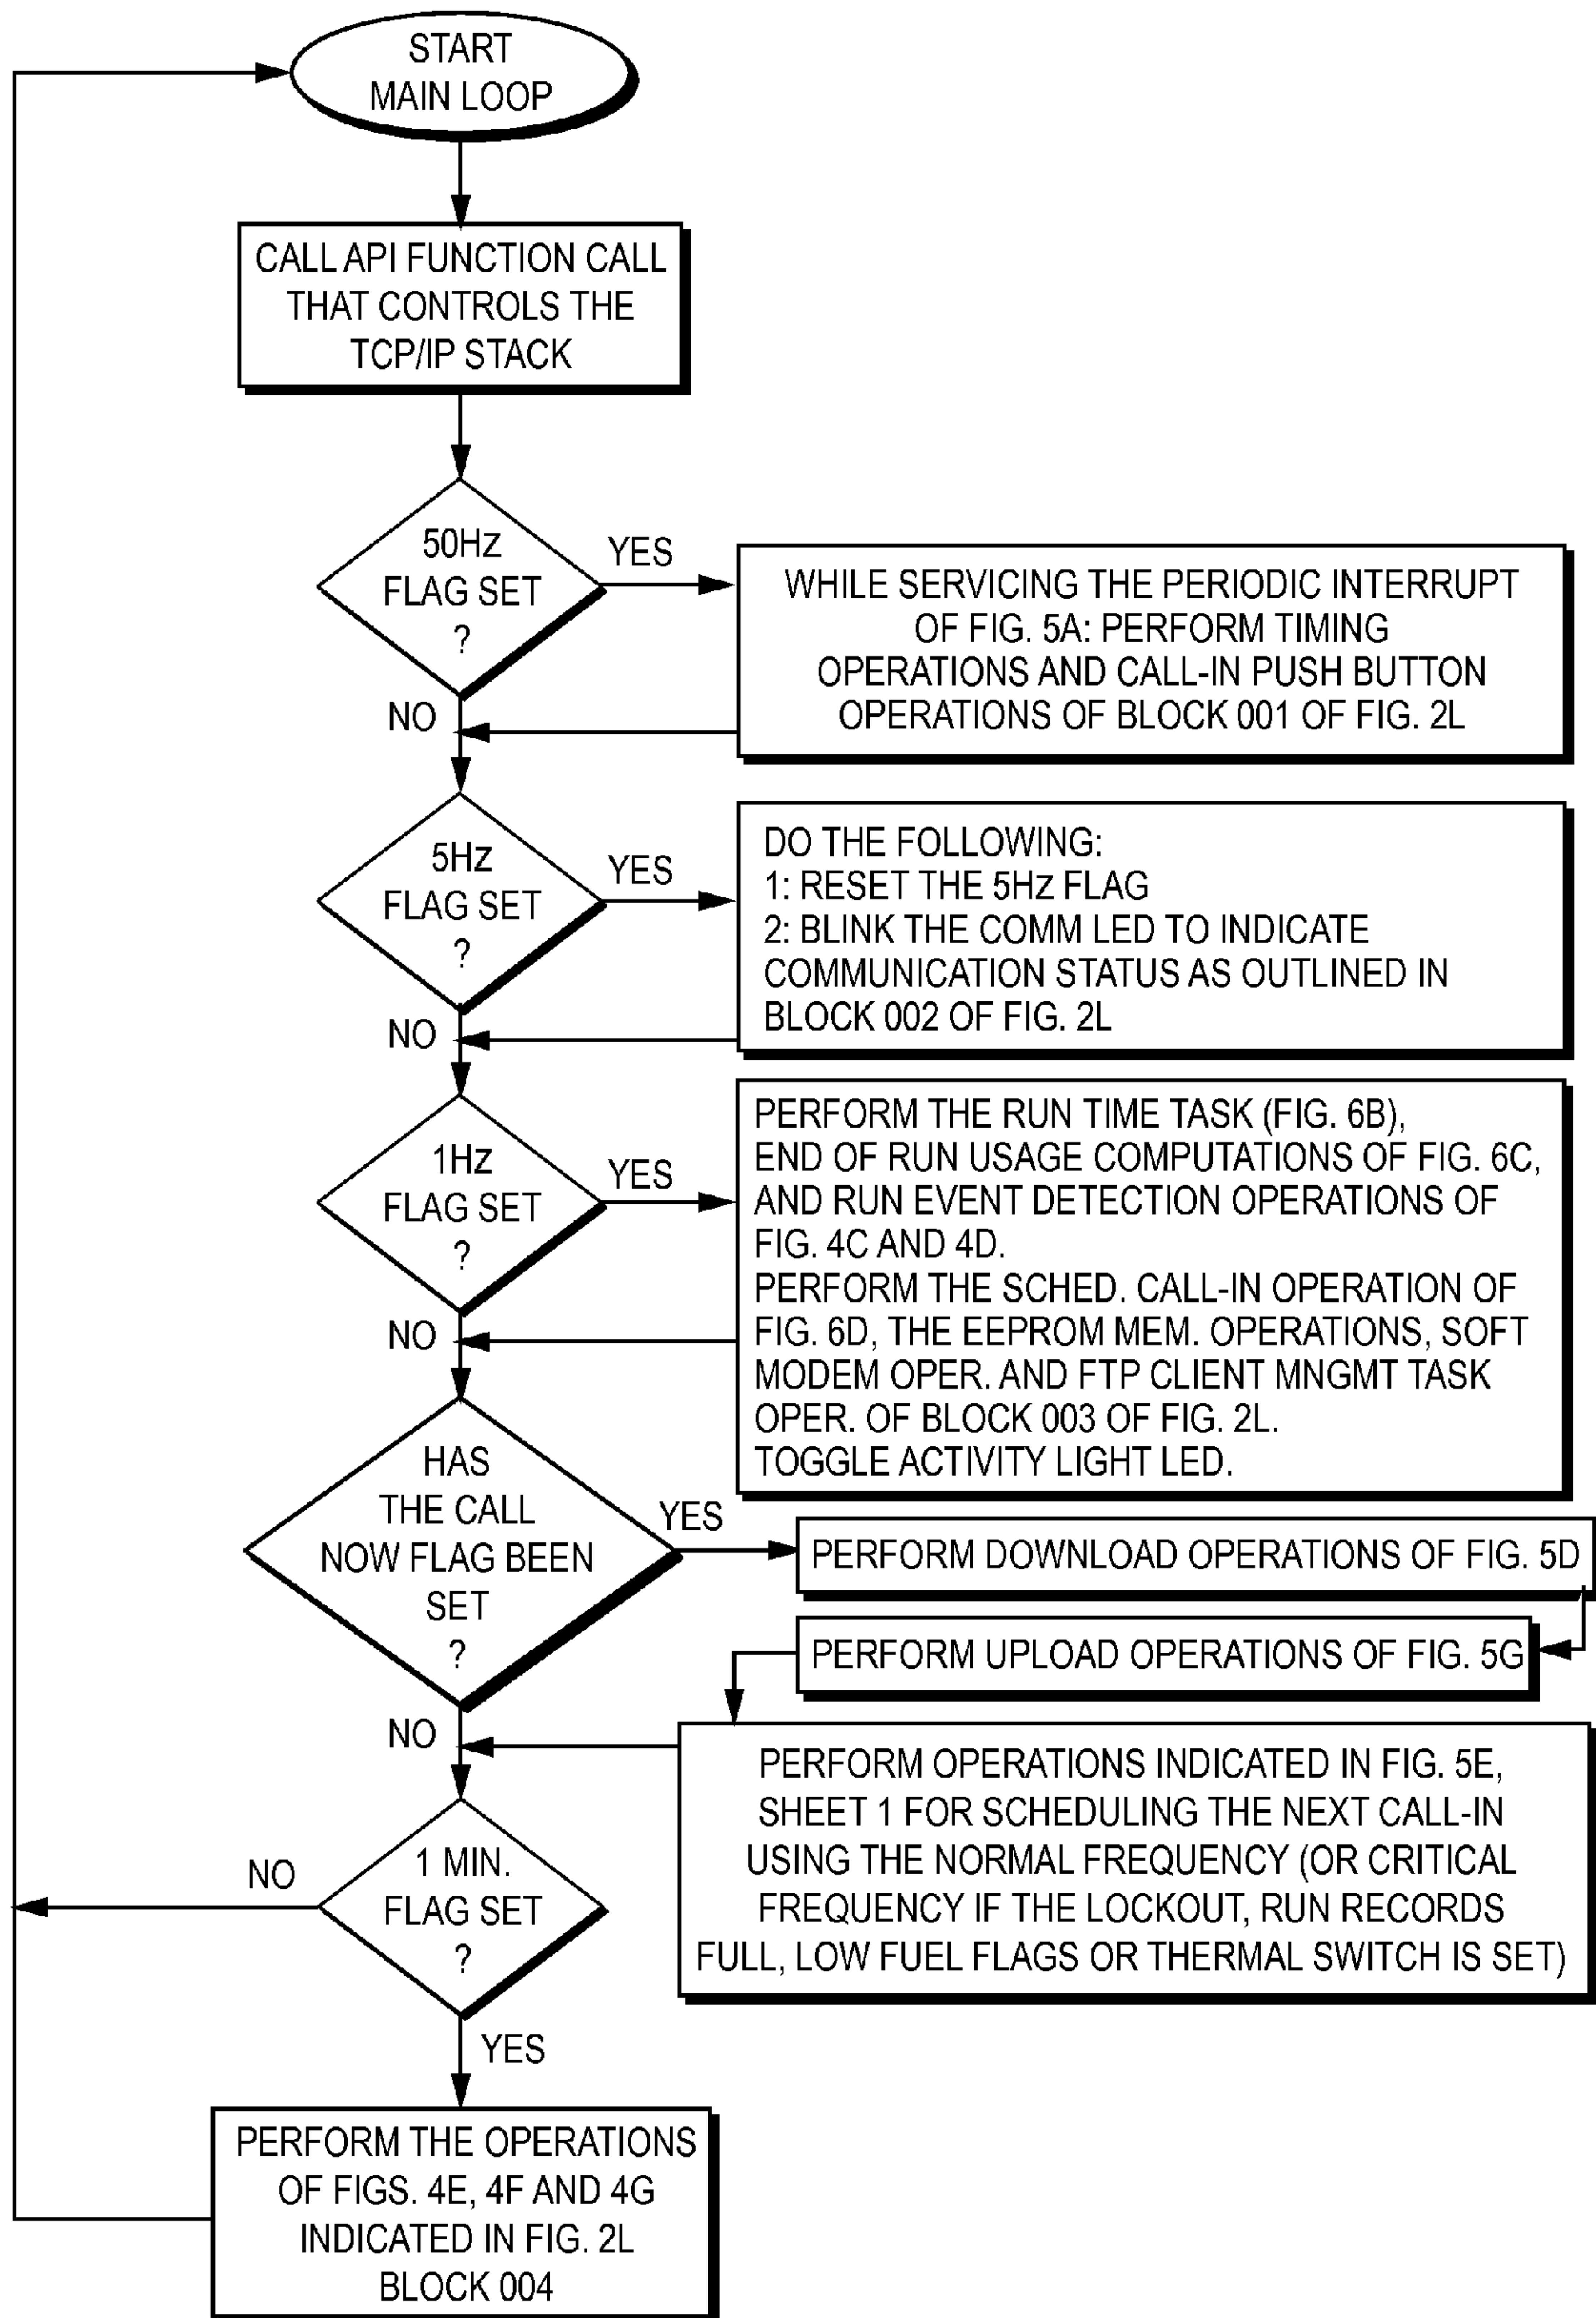 START
MAIN LOOP
CALL API FUNCTION CALL
THAT CONTROLS THE
TCP/IP STACK
50Hz
FLAG SET
?
YES
WHILE SERVICING THE PERIODIC INTERRUPT
OF FIG. 5A: PERFORM TIMING
OPERATIONS AND CALL-IN PUSH BUTTON
OPERATIONS OF BLOCK 001 OF FIG. 2L
NO
5Hz
FLAG SET
?
YES
DO THE FOLLOWING:
1: RESET THE 5Hz FLAG
2: BLINK THE COMM LED TO INDICATE
COMMUNICATION STATUS AS OUTLINED IN
BLOCK 002 OF FIG. 2L
NO
1Hz
FLAG SET
?
YES
PERFORM THE RUN TIME TASK (FIG. 6B),
END OF RUN USAGE COMPUTATIONS OF FIG. 6C,
AND RUN EVENT DETECTION OPERATIONS OF
FIG. 4C AND 4D.
PERFORM THE SCHED. CALL-IN OPERATION OF
FIG. 6D, THE EEPROM MEM. OPERATIONS, SOFT
MODEM OPER. AND FTP CLIENT MNGMT TASK
OPER. OF BLOCK 003 OF FIG. 2L.
TOGGLE ACTIVITY LIGHT LED.
NO
HAS
THE CALL
NOW FLAG BEEN
SET
?
YES
PERFORM DOWNLOAD OPERATIONS OF FIG. 5D
PERFORM UPLOAD OPERATIONS OF FIG. 5G
PERFORM OPERATIONS INDICATED IN FIG. 5E,
SHEET 1 FOR SCHEDULING THE NEXT CALL-IN
USING THE NORMAL FREQUENCY (OR CRITICAL
FREQUENCY IF THE LOCKOUT, RUN RECORDS
FULL, LOW FUEL FLAGS OR THERMAL SWITCH IS SET)
NO
1 MIN.
FLAG SET
?
NO
YES
PERFORM THE OPERATIONS
OF FIGS. 4E, 4F AND 4G
INDICATED IN FIG. 2L
BLOCK 004